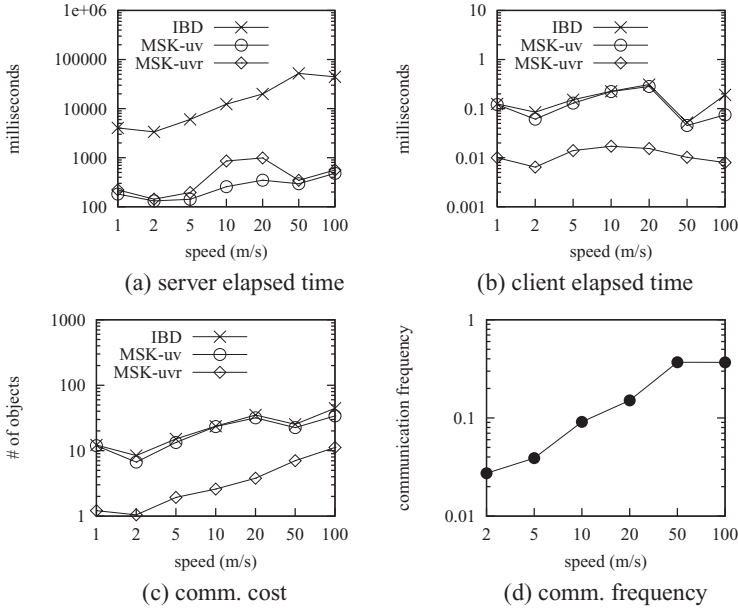 1e+06
100000
10000
1000
100
milliseconds
IBD
MSK-uv
MSK-uvr
1 2 5 10 20 50 100
speed (m/s)
(a) server elapsed time
10
1
0.10
0.01
0.001
milliseconds
IBD
MSK-uv
MSK-uvr
1 2 5 10 20 50 100
speed (m/s)
(b) client elapsed time
1000
100
10
1
# of objects
IBD
MSK-uv
MSK-uvr
1 2 5 10 20 50 100
speed (m/s)
(c) comm. cost
1
0.1
0.01
communication frequency
2 5 10 20 50 100
speed (m/s)
(d) comm. frequency